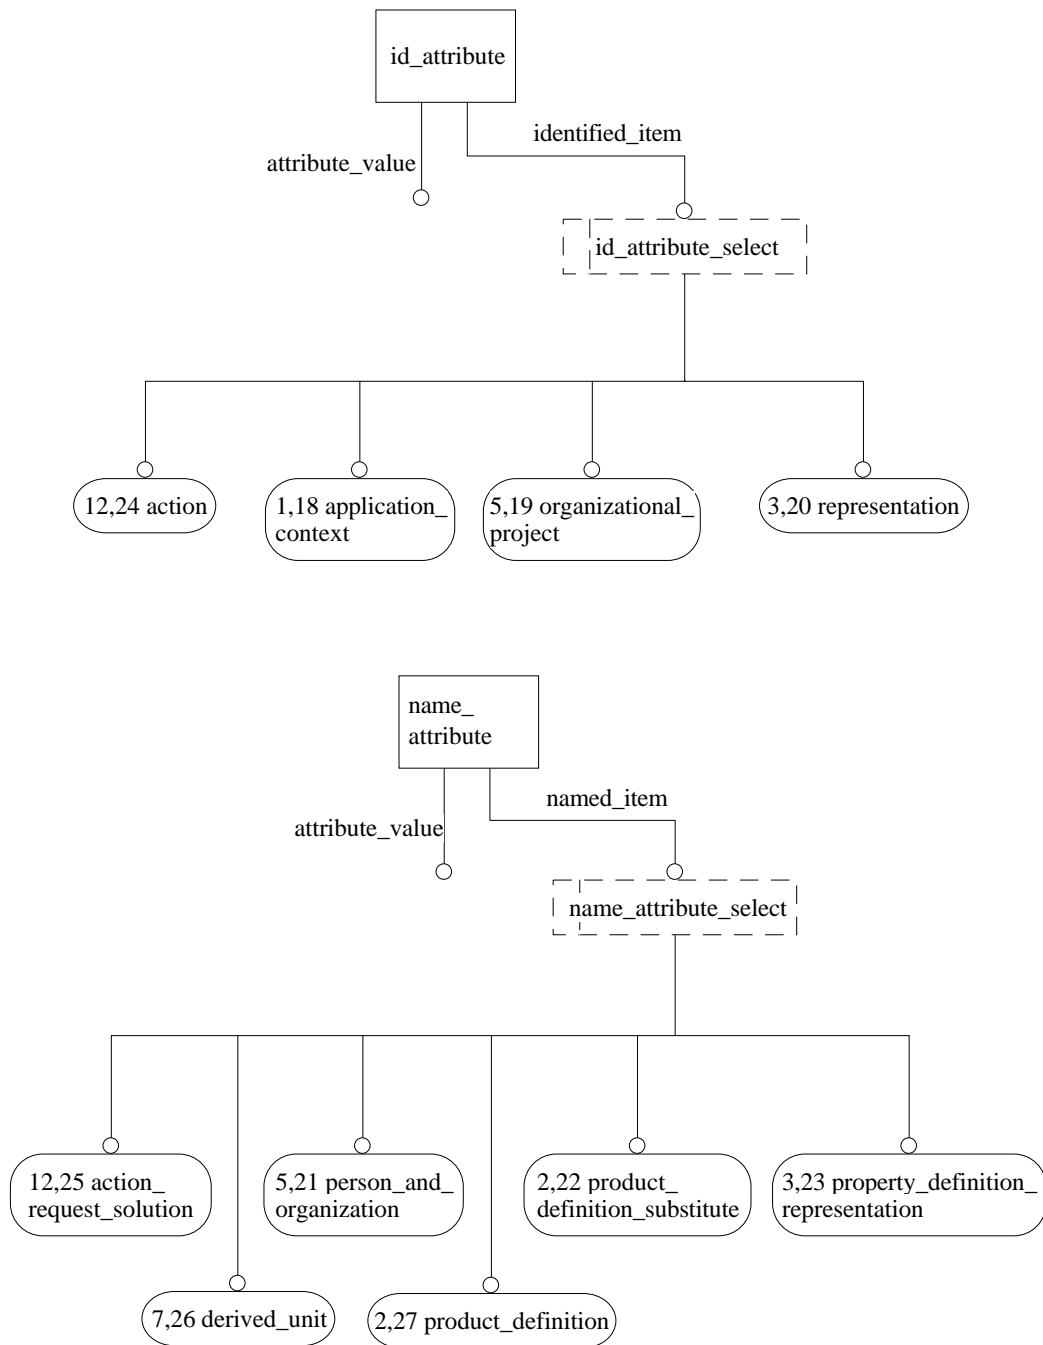 id_attribute
identified_item
attribute_value
id_attribute_select
12,24 action
1,18 application_
context
5,19 organizational_
project
3,20 representation
name_
attribute
named_item
attribute_value
name_attribute_select
12,25 action_
request_solution
5,21 person_and_
organization
2,22 product_
definition_substitute
3,23 property_definition_
representation
7,26 derived_unit
2,27 product_definition